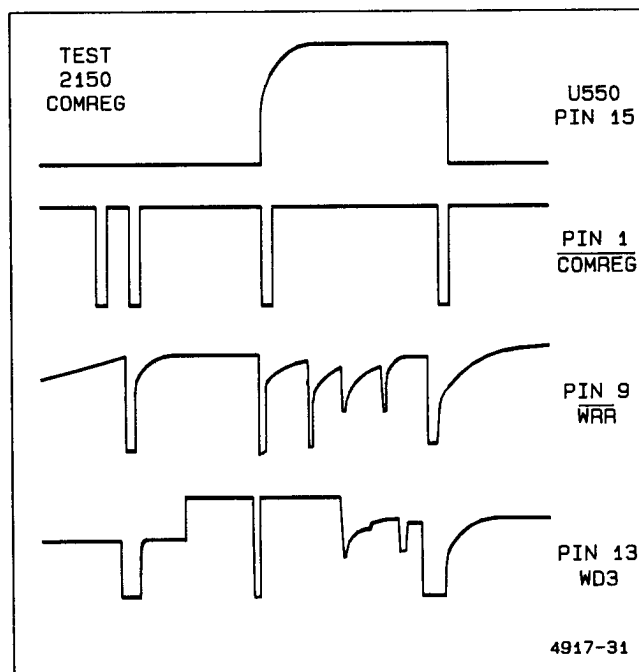 TEST
2150
COMREG
U550
PIN 15
PIN 1
COMREG
PIN 9
WRR
PIN 13
WD3
4917-31